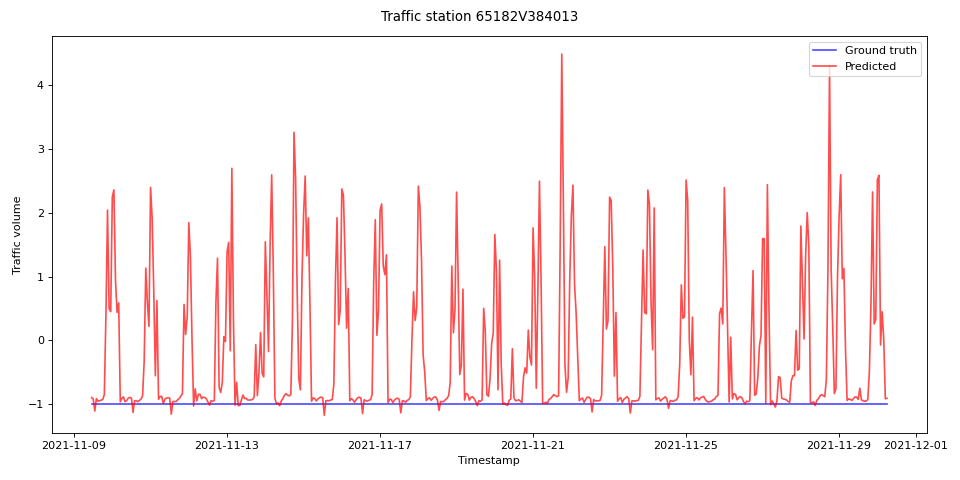 Traffic station 65182V384013
Ground truth
Predicted
Traffic volume
4
3
2
1
0
−1
2021-11-09
2021-11-13
2021-11-17
2021-11-21
2021-11-25
2021-11-29
2021-12-01
Timestamp